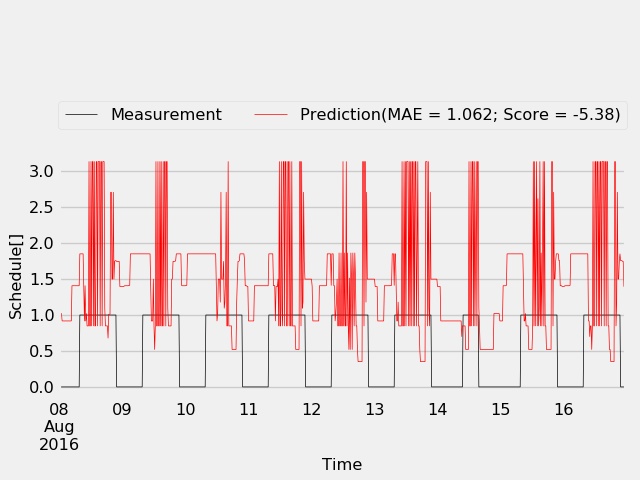 Measurement
Prediction(MAE = 1.062; Score = -5.38)
Schedule[]
3.0
2.5
2.0
1.5
1.0
0.5
0.0
08 09 10 11 12 13 14 15 16
Aug
2016
Time